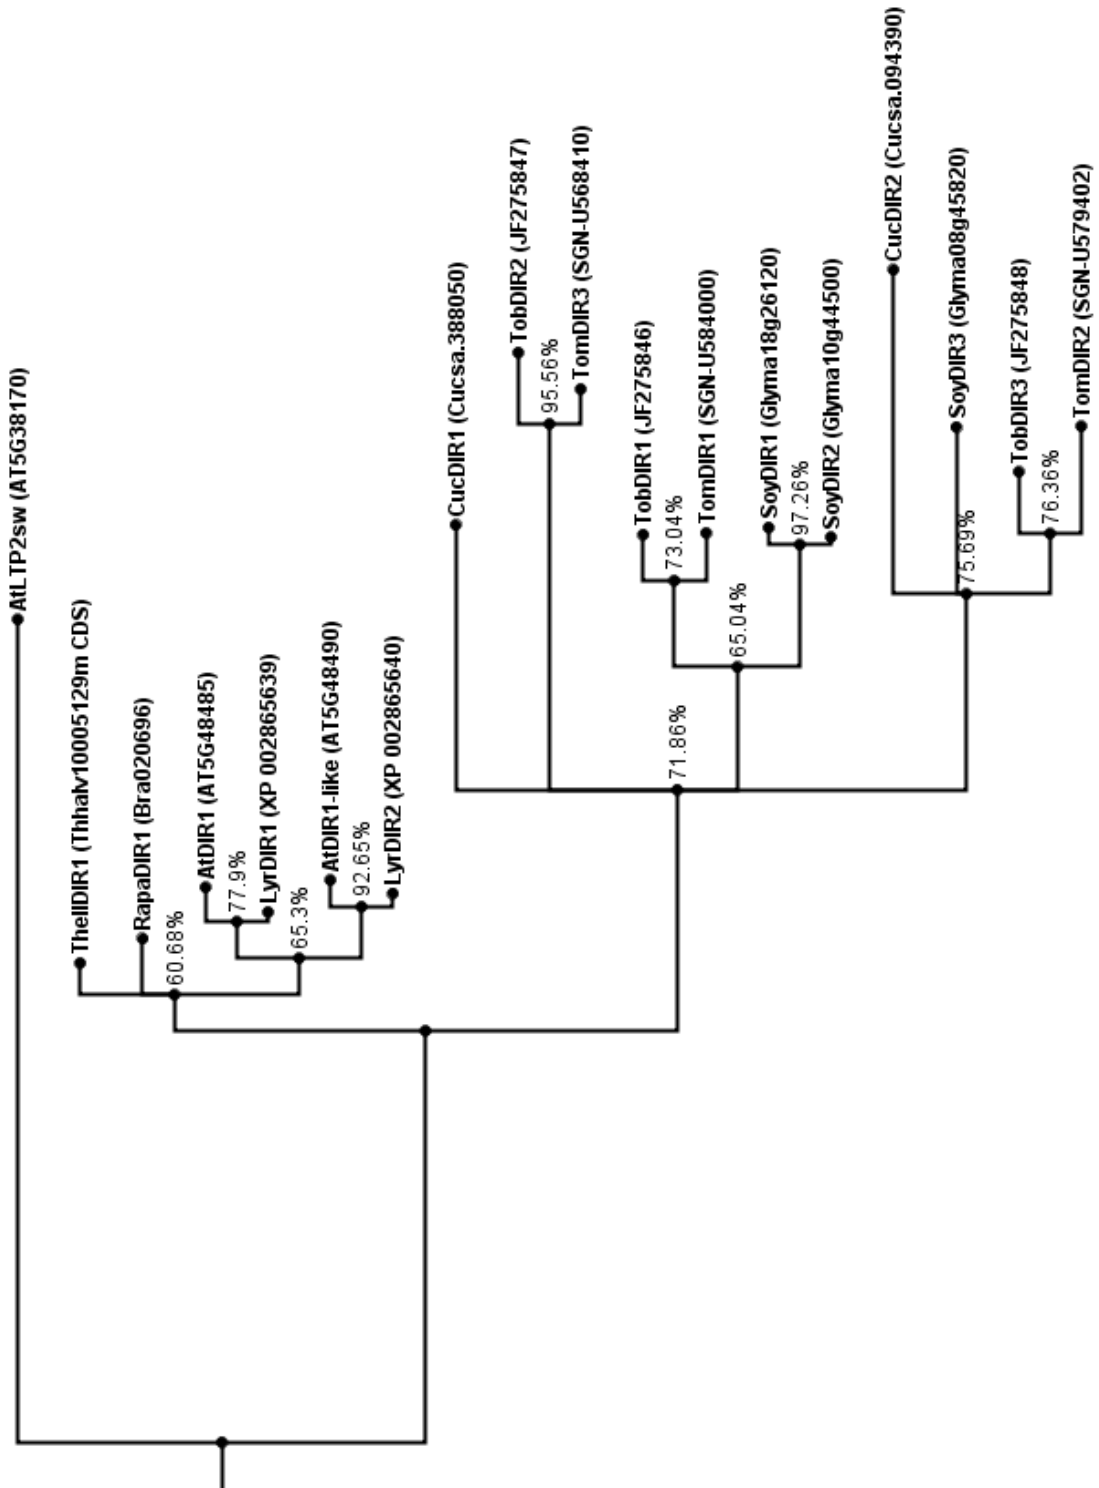 AtLTP2sw (AT5G38170)
ThellDIR1 (Thhalv10005129m CDS)
RapaDIR1 (Bra020696)
60.68%
AtDIR1 (AT5G48485)
77.9%
LyrDIR1 (XP 002865639)
65.3%
AtDIR1-like (AT5G48490)
92.65%
LyrDIR2 (XP 002865640)
CucDIR1 (Cucsa.388050)
TobDIR2 (JF275847)
95.56%
TomDIR3 (SGN-U568410)
71.86%
TobDIR1 (JF275846)
73.04%
TomDIR1 (SGN-U584000)
65.04%
SoyDIR1 (Glyma18g26120)
97.26%
SoyDIR2 (Glyma10g44500)
CucDIR2 (Cucsa.094390)
SoyDIR3 (Glyma08g45820)
75.69%
TobDIR3 (JF275848)
76.36%
TomDIR2 (SGN-U579402)